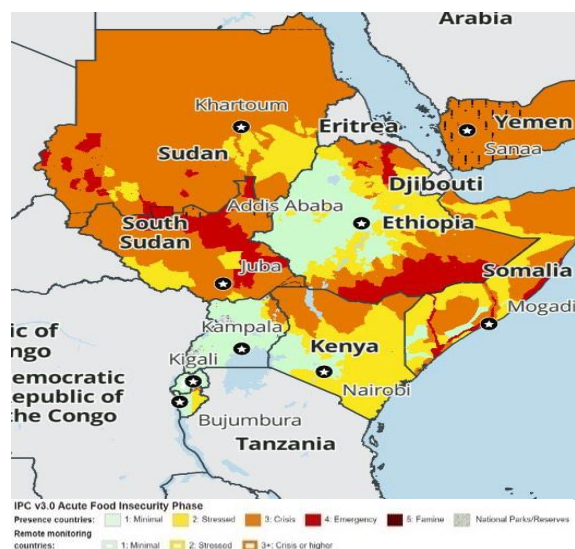 Arabia
Khartoum
Eritrea
Yemen
Sanaa
Sudan
Djibouti
Addis Ababa
Ethiopia
South
Sudan
Juba
Somalia
Mogadi
Kampala
ic of
ongo
Kenya
Kigali
emocratic
Republic of
the Congo
Nairobi
Bujumbura
Tanzania
IPC v3.0 Acute Food Insecurity Phase
Presence countries: 1: Minimal 2: Stressed 3: Crisis 4: Emergency 5: Famine National Parks/Reserves
Remote monitoring
countries: 1: Minimal 2: Stressed 3+: Crisis or higher